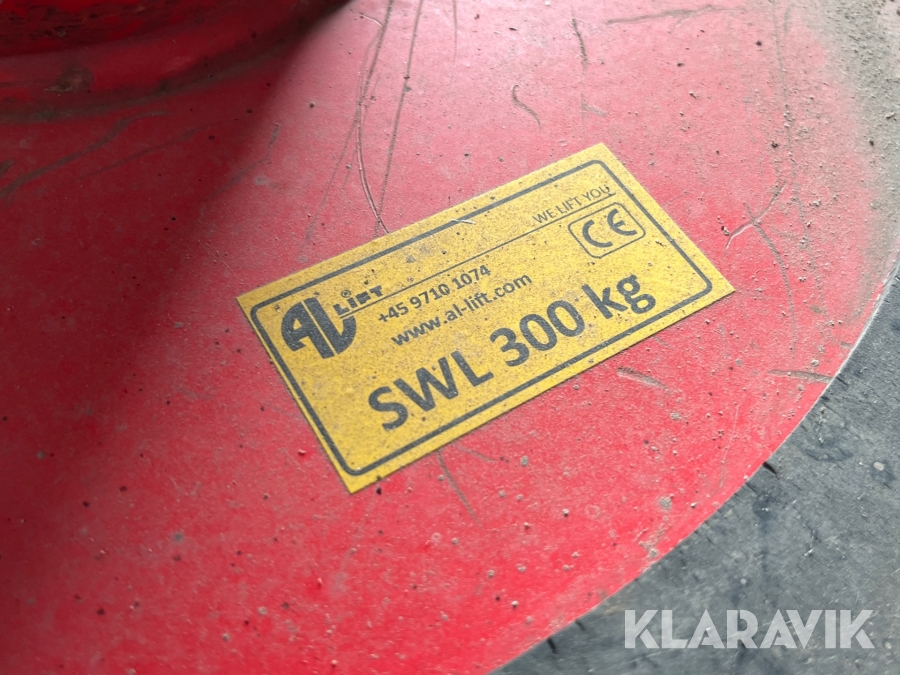 WE LIFT YOU
AL LIFT
CE
+45 9710 1074
www.al-lift.com
SWL 300 kg
KLARAVIK